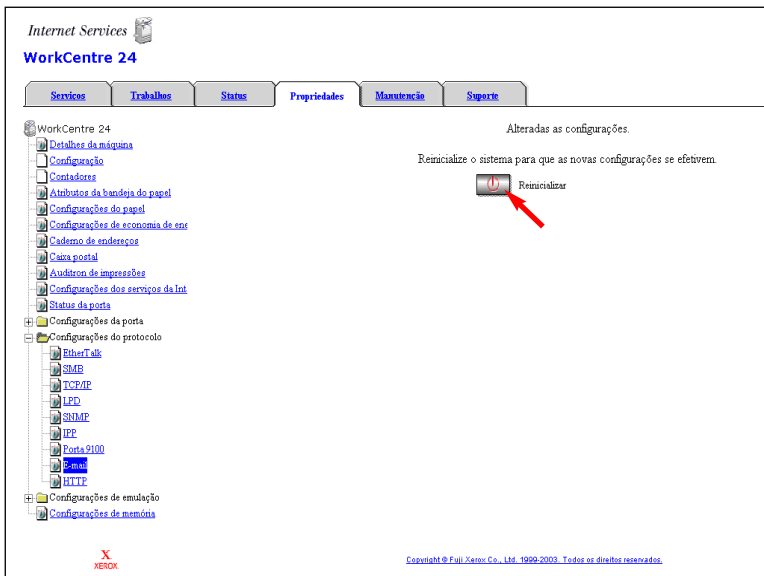 Internet Services
WorkCentre 24
Serviços Trabalhos Status Propriedades Manutenção Suporte
WorkCentre 24
Detalhes da máquina
Configuração
Contadores
Atributos da bandeja do papel
Configurações do papel
Configurações de economia de ene
Caderno de endereços
Caixa postal
Auditron de impressões
Configurações dos serviços da Int
Status da porta
Configurações da porta
Configurações do protocolo
EtherTalk
SMB
TCP/IP
LPD
SNMP
IPP
Porta 9100
E-mail
HTTP
Configurações de emulação
Configurações de memória
Alteradas as configurações.
Reinicialize o sistema para que as novas configurações se efetivem.
Reinicializar
X
XEROX
Copyright © Fuji Xerox Co., Ltd. 1999-2003. Todos os direitos reservados.